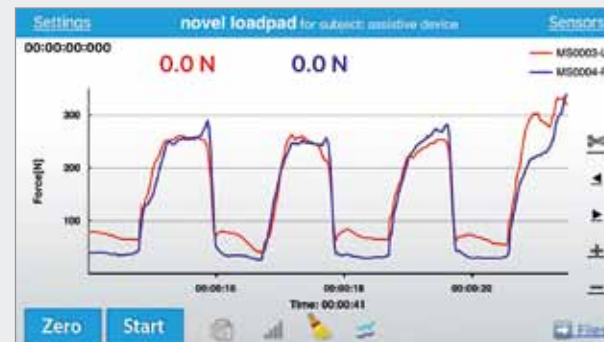 Settings novel loadpad for subject: assistive device Sensors
00:00:00:000
0.0 N 0.0 N
MS0003-L
MS0004-R
300
200
100
Force[N]
00:00:16 00:00:18 00:00:20
Time: 00:00:41
Zero Start Files